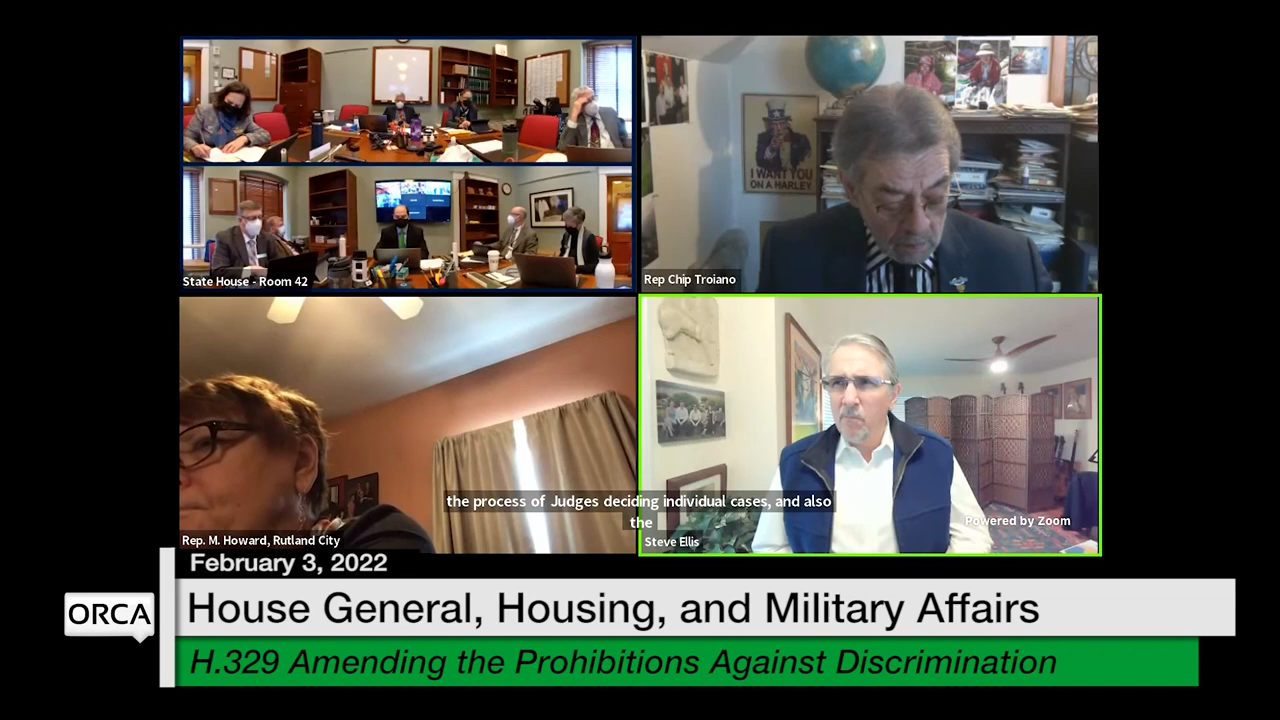 I WANT YOU
ON A HARLEY
State House - Room 42
Rep Chip Troiano
the process of Judges deciding individual cases, and also
the
Powered by Zoom
Rep. M. Howard, Rutland City
Steve Ellis
February 3, 2022
ORCA
House General, Housing, and Military Affairs
H.329 Amending the Prohibitions Against Discrimination